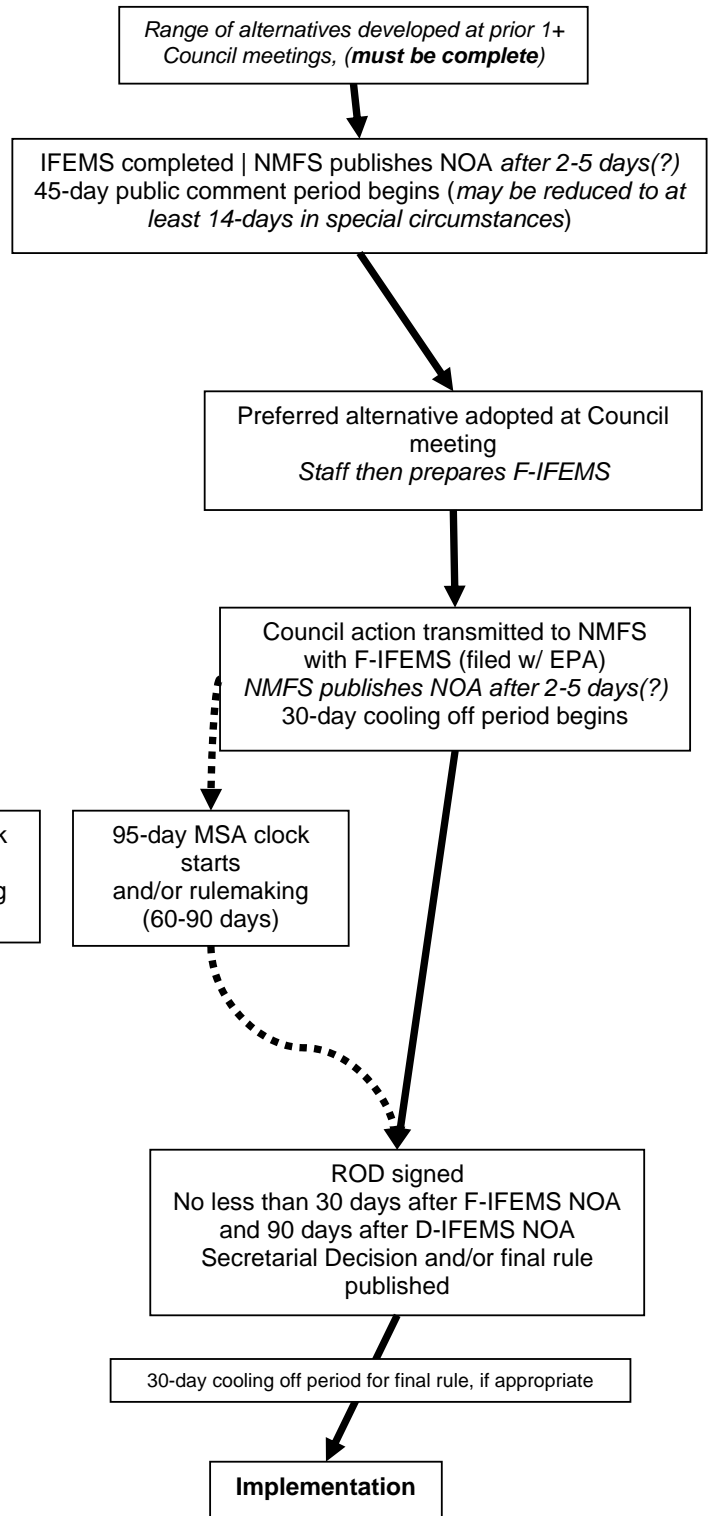 Range of alternatives developed at prior 1+
Council meetings, (must be complete)
IFEMS completed | NMFS publishes NOA after 2-5 days(?)
45-day public comment period begins (may be reduced to at
least 14-days in special circumstances)
Preferred alternative adopted at Council
meeting
Staff then prepares F-IFEMS
Council action transmitted to NMFS
with F-IFEMS (filed w/ EPA)
NMFS publishes NOA after 2-5 days(?)
30-day cooling off period begins
95-day MSA clock
starts
and/or rulemaking
(60-90 days)
ROD signed
No less than 30 days after F-IFEMS NOA
and 90 days after D-IFEMS NOA
Secretarial Decision and/or final rule
published
30-day cooling off period for final rule, if appropriate
Implementation